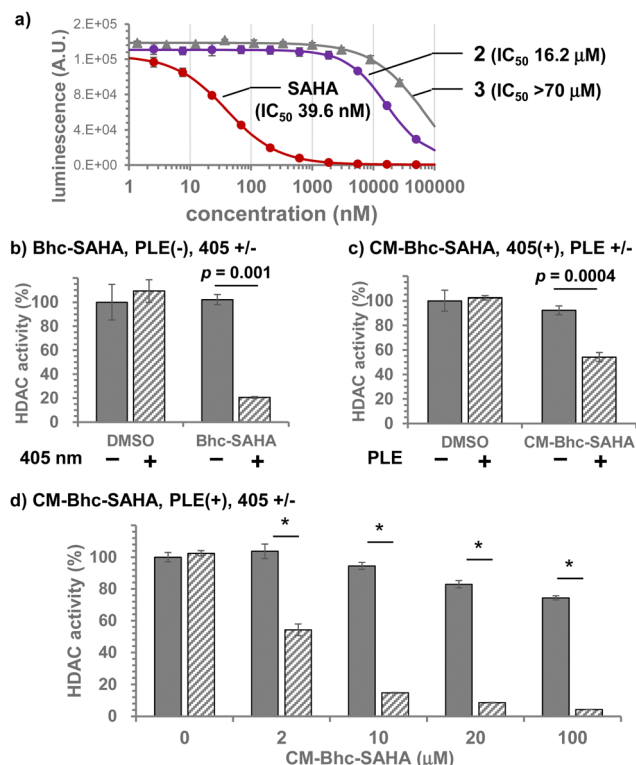 a)
luminescence (A.U.)
2.E+05
1.E+05
8.E+04
4.E+04
0.E+00
SAHA
(IC50 39.6 nM)
2 (IC50 16.2 μM)
3 (IC50 >70 μM)
1 10 100 1000 10000 100000
concentration (nM)
b) Bhc-SAHA, PLE(-), 405 +/-
HDAC activity (%)
100
80
60
40
20
0
p = 0.001
DMSO Bhc-SAHA
405 nm − + − +
c) CM-Bhc-SAHA, 405(+), PLE +/-
HDAC activity (%)
100
80
60
40
20
0
p = 0.0004
DMSO CM-Bhc-SAHA
PLE − + − +
d) CM-Bhc-SAHA, PLE(+), 405 +/-
HDAC activity (%)
100
80
60
40
20
0
* * * *
0 2 10 20 100
CM-Bhc-SAHA (μM)